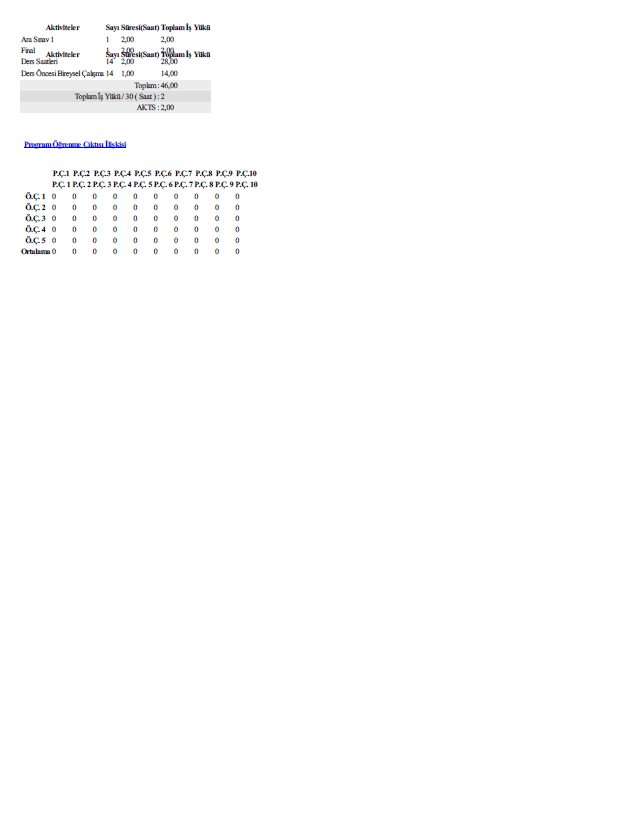 Aktiviteler Sayı Süresi(Saat) Toplam İş Yükü
Ara Sınav 1 1 2,00 2,00
Final 1 2,00 2,00
Aktiviteler Sayı Süresi(Saat) Toplam İş Yükü
Ders Saatleri 14 2,00 28,00
Ders Öncesi Bireysel Çalışma 14 1,00 14,00
Toplam : 46,00
Toplam İş Yükü / 30 ( Saat ) : 2
AKTS : 2,00
Program Öğrenme Çıktısı İlişkisi
P.Ç.1 P.Ç.2 P.Ç.3 P.Ç.4 P.Ç.5 P.Ç.6 P.Ç.7 P.Ç.8 P.Ç.9 P.Ç.10
P.Ç. 1 P.Ç. 2 P.Ç. 3 P.Ç. 4 P.Ç. 5 P.Ç. 6 P.Ç. 7 P.Ç. 8 P.Ç. 9 P.Ç. 10
Ö.Ç. 1 0 0 0 0 0 0 0 0 0 0
Ö.Ç. 2 0 0 0 0 0 0 0 0 0 0
Ö.Ç. 3 0 0 0 0 0 0 0 0 0 0
Ö.Ç. 4 0 0 0 0 0 0 0 0 0 0
Ö.Ç. 5 0 0 0 0 0 0 0 0 0 0
Ortalama 0 0 0 0 0 0 0 0 0 0